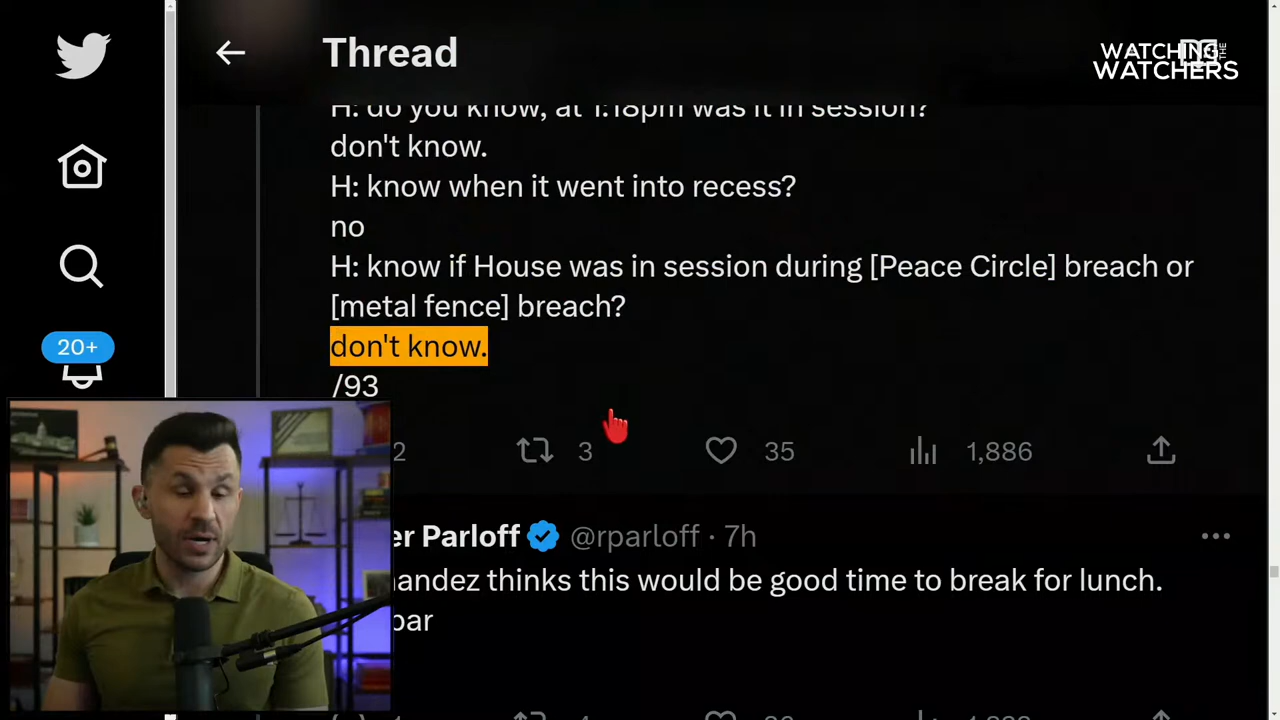 Thread
WATCHING THE
WATCHERS
H: do you know, at 1:18pm was it in session?
don't know.
H: know when it went into recess?
no
H: know if House was in session during [Peace Circle] breach or
[metal fence] breach?
don't know.
20+
/93
2 3 35 1,886
er Parloff @rparloff · 7h
nandez thinks this would be good time to break for lunch.
bar